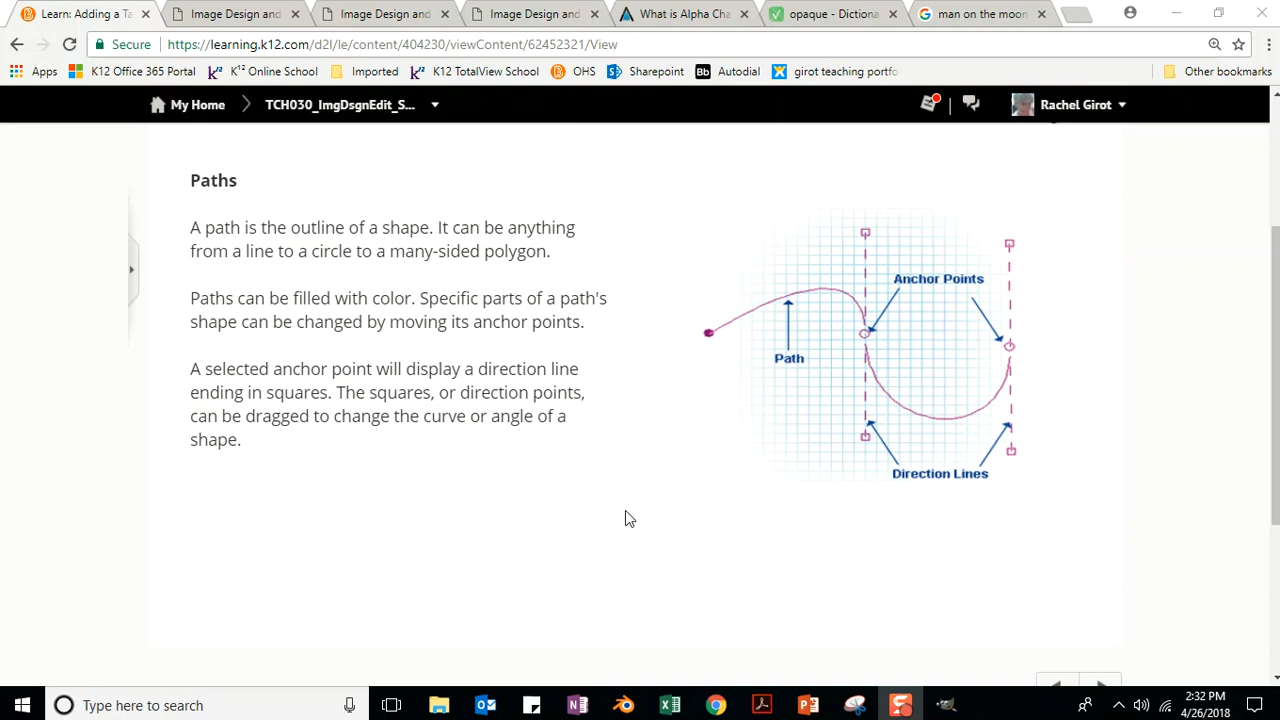 Learn: Adding a Ta
Image Design and
Image Design and
Image Design and
What is Alpha Cha
opaque - Dictiona
man on the moon
Secure
https://learning.k12.com/d2l/le/content/404230/viewContent/62452321/View
Apps
K12 Office 365 Portal
K¹² Online School
Imported
K12 TotalView School
OHS
Sharepoint
Bb Autodial
girot teaching portfo
Other bookmarks
My Home
TCH030_ImgDsgnEdit_S...
Rachel Girot
Paths
A path is the outline of a shape. It can be anything
from a line to a circle to a many-sided polygon.
Paths can be filled with color. Specific parts of a path's
shape can be changed by moving its anchor points.
A selected anchor point will display a direction line
ending in squares. The squares, or direction points,
can be dragged to change the curve or angle of a
shape.
Anchor Points
Path
Direction Lines
Type here to search
2:32 PM
4/26/2018